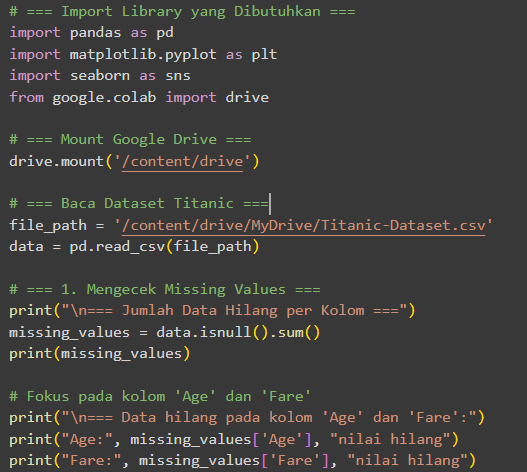 # === Import Library yang Dibutuhkan ===
import pandas as pd
import matplotlib.pyplot as plt
import seaborn as sns
from google.colab import drive
# === Mount Google Drive ===
drive.mount('/content/drive')
# === Baca Dataset Titanic ===
file_path = '/content/drive/MyDrive/Titanic-Dataset.csv'
data = pd.read_csv(file_path)
# === 1. Mengecek Missing Values ===
print("\n=== Jumlah Data Hilang per Kolom ===")
missing_values = data.isnull().sum()
print(missing_values)
# Fokus pada kolom 'Age' dan 'Fare'
print("\n=== Data hilang pada kolom 'Age' dan 'Fare':")
print("Age:", missing_values['Age'], "nilai hilang")
print("Fare:", missing_values['Fare'], "nilai hilang")